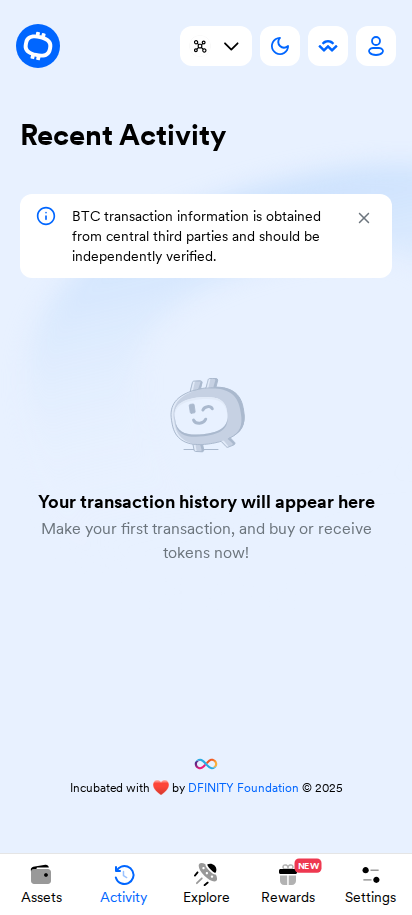 Recent Activity
BTC transaction information is obtained
from central third parties and should be
independently verified.
Your transaction history will appear here
Make your first transaction, and buy or receive
tokens now!
Incubated with ❤️ by DFINITY Foundation © 2025
NEW
Assets Activity Explore Rewards Settings